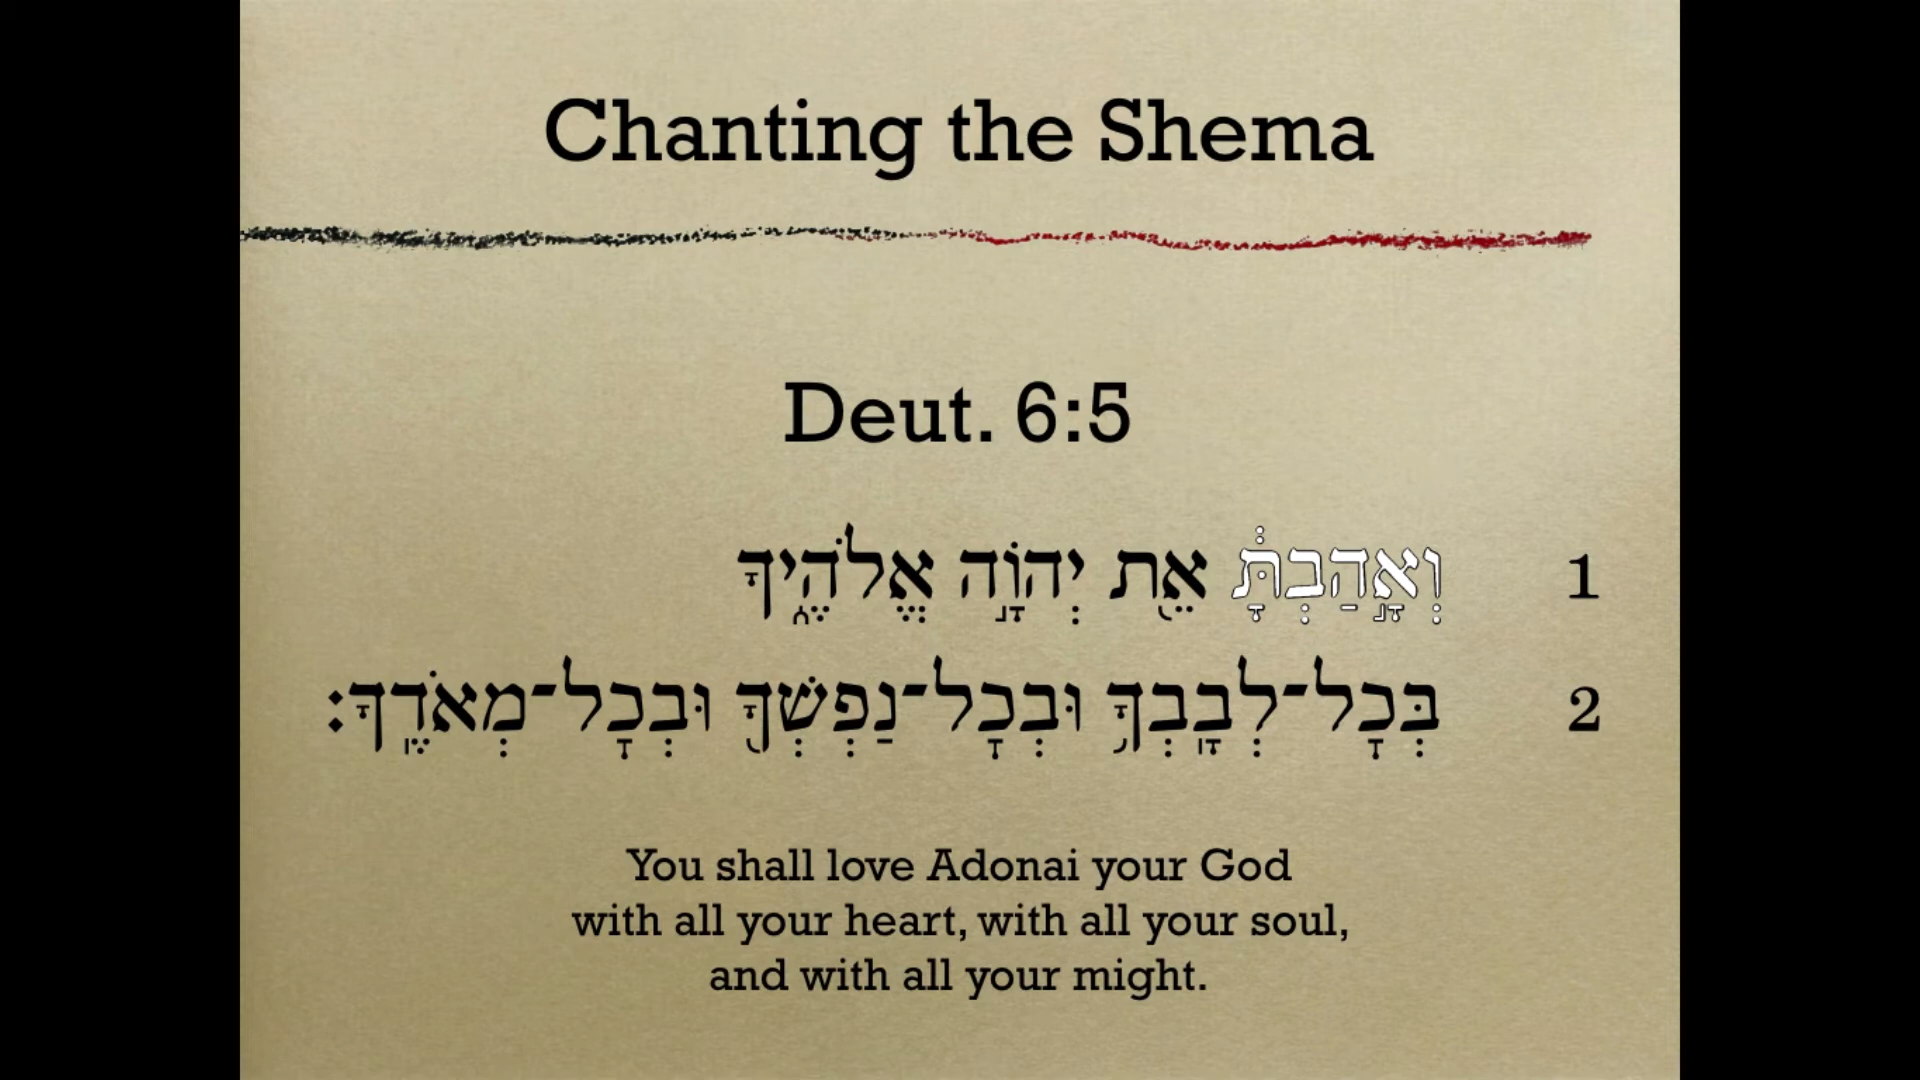 Chanting the Shema
Deut. 6:5
וְאָ֣הַבְתָּ֔ אֵ֖ת יְהוָֹ֣ה אֱלֹהֶ֑יךָ 1
בְּכָל־לְבָֽבְךָ֥ וּבְכָל־נַפְשְׁךָ֖ וּבְכָל־מְאֹדֶֽךָ׃ 2
You shall love Adonai your God
with all your heart, with all your soul,
and with all your might.